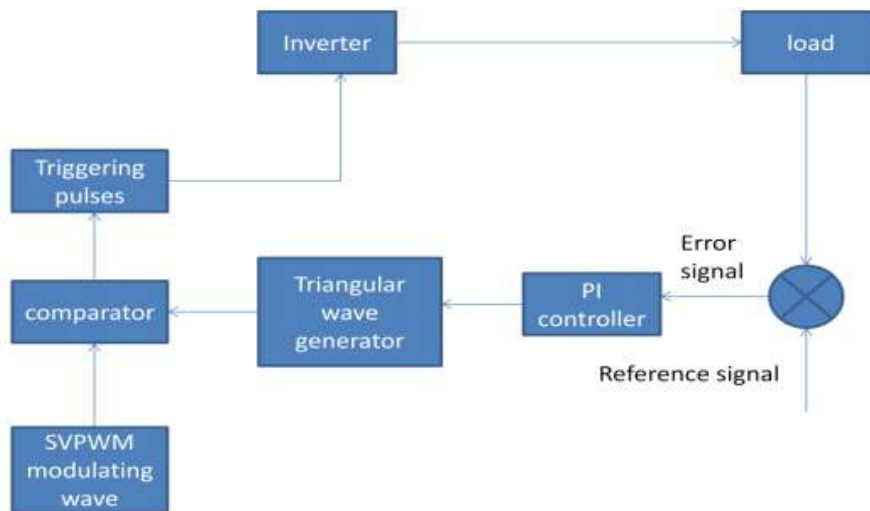 Inverter
load
Triggering
pulses
Error
signal
Triangular
wave
generator
PI
controller
comparator
Reference signal
SVPWM
modulating
wave